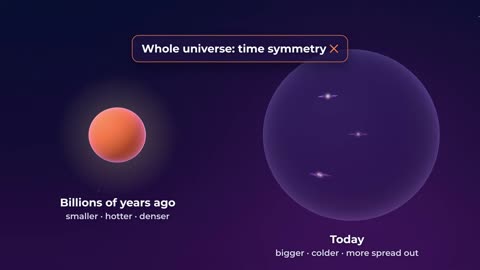 Whole universe: time symmetry ×
Billions of years ago
smaller · hotter · denser
Today
bigger · colder · more spread out